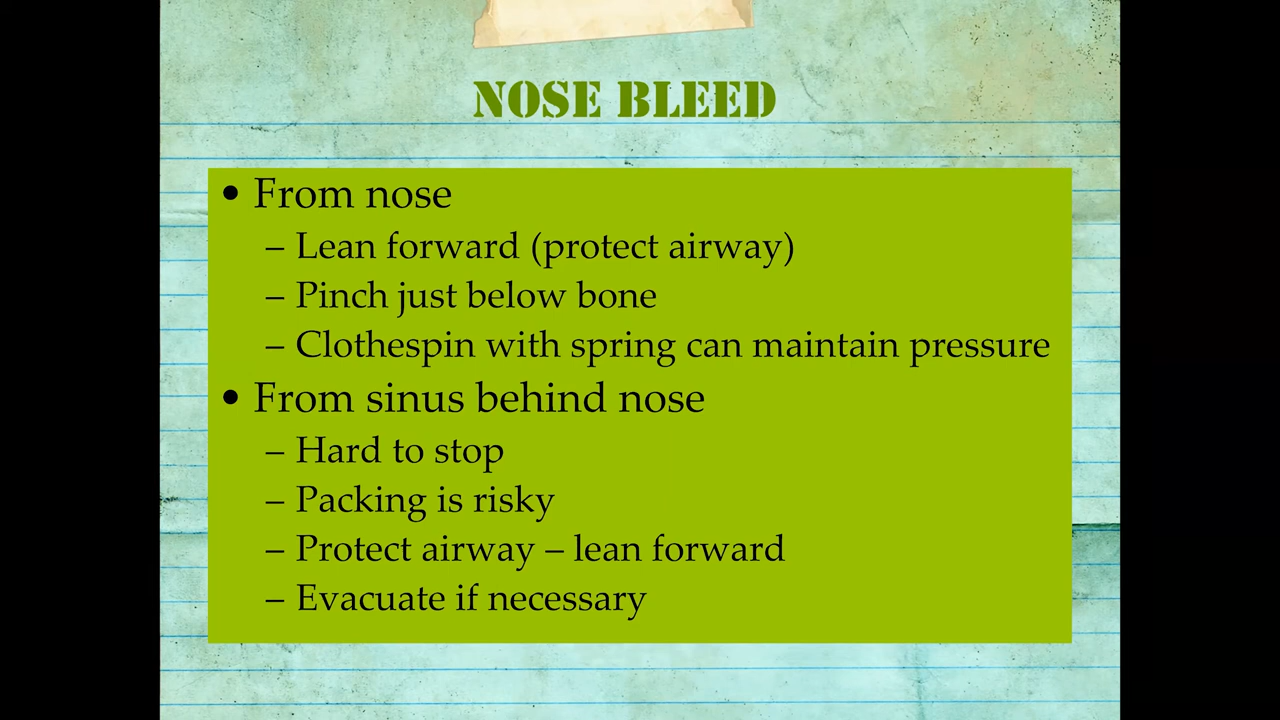 NOSE BLEED
• From nose
– Lean forward (protect airway)
– Pinch just below bone
– Clothespin with spring can maintain pressure
• From sinus behind nose
– Hard to stop
– Packing is risky
– Protect airway – lean forward
– Evacuate if necessary